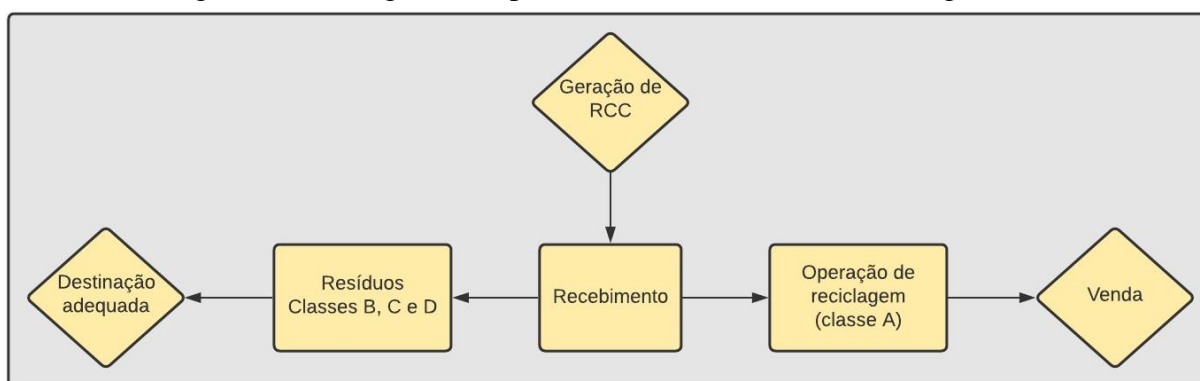 Geração de
RCC
Destinação
adequada
Resíduos
Classes B, C e D
Recebimento
Operação de
reciclagem
(classe A)
Venda